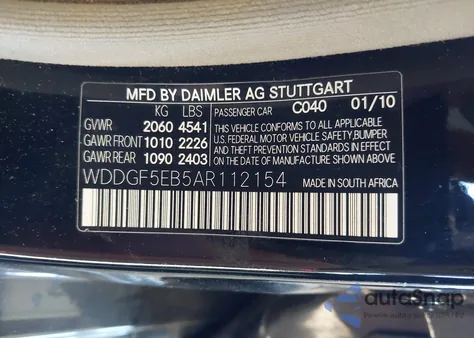 MFD BY DAIMLER AG STUTTGART
KG LBS PASSENGER CAR C040 01/10
GVWR 2060 4541 THIS VEHICLE CONFORMS TO ALL APPLICABLE
GAWR FRONT 1010 2226 U.S. FEDERAL MOTOR VEHICLE SAFETY, BUMPER
GAWR REAR 1090 2403 AND THEFT PREVENTION STANDARDS IN EFFECT
ON THE DATE OF MANUFACTURE SHOWN ABOVE.
WDDGF5EB5AR112154 MADE IN SOUTH AFRICA
autoSnap